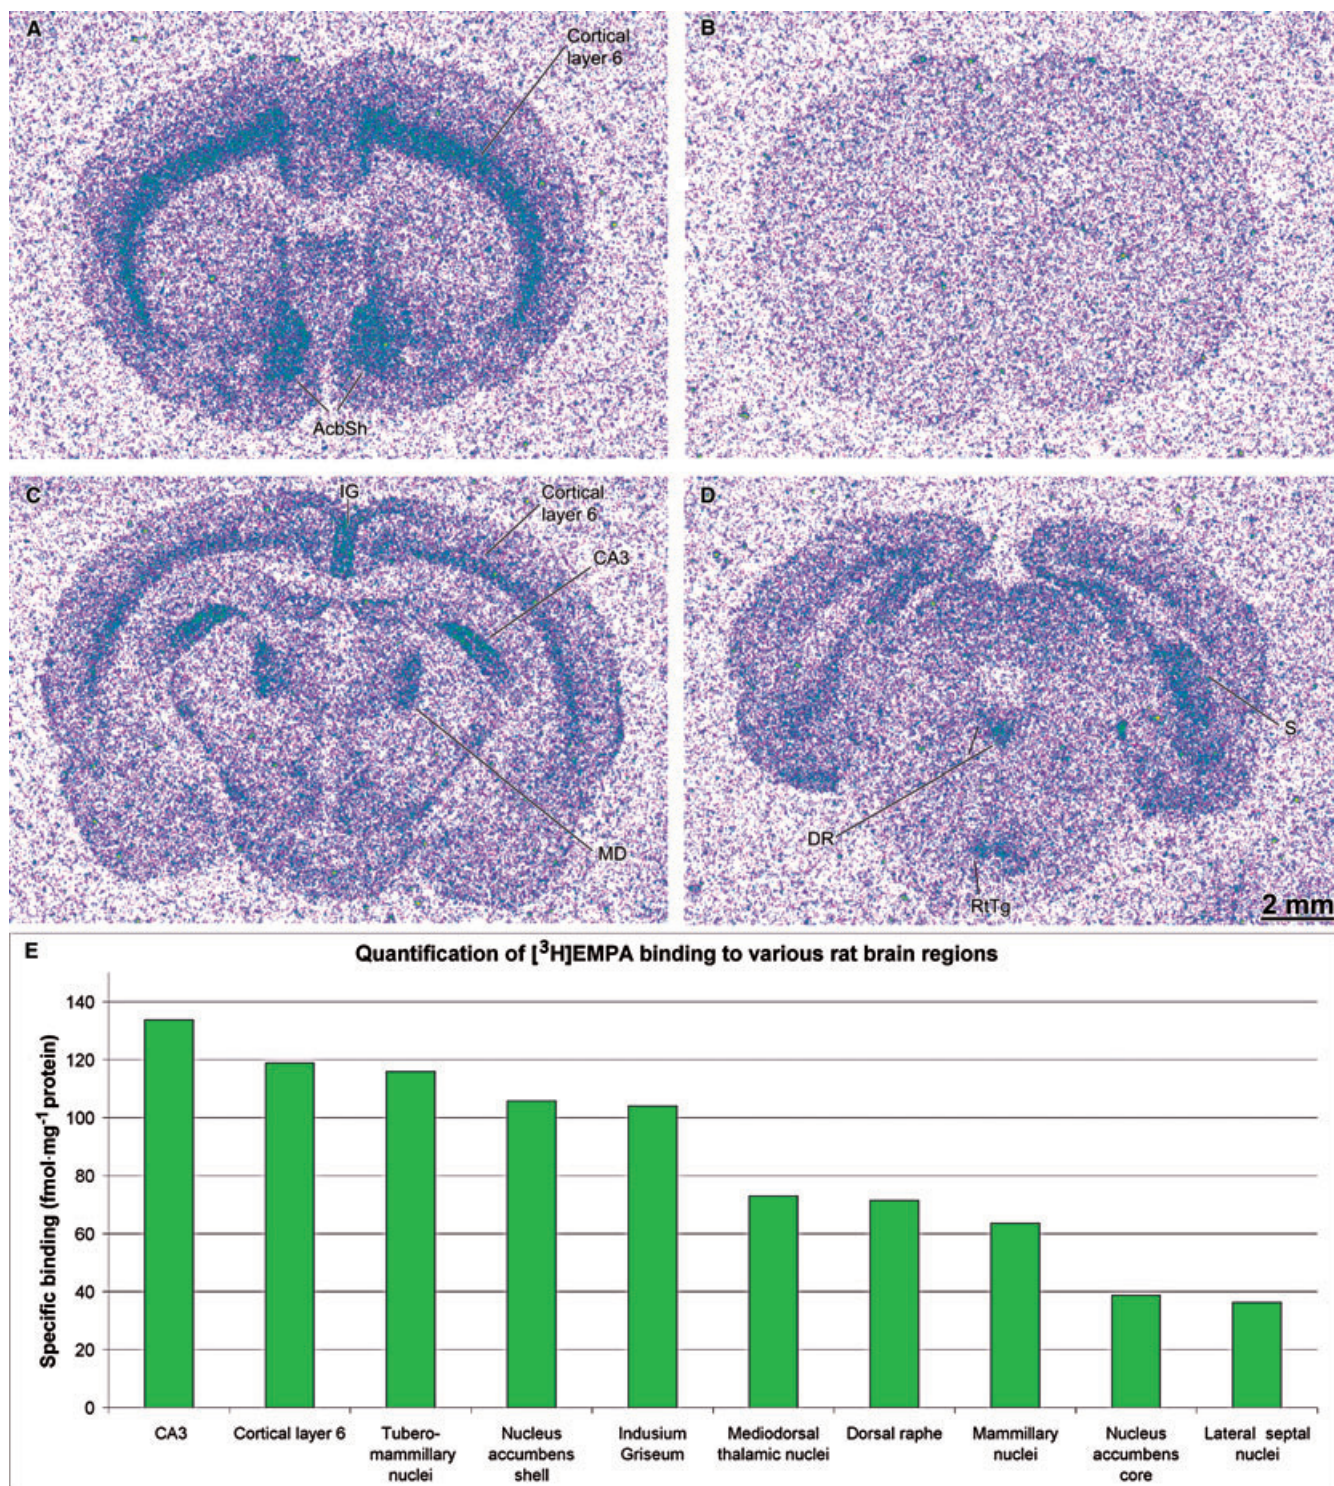 A
Cortical
layer 6
AcbSh
B
C
IG
Cortical
layer 6
CA3
MD
D
S
DR
RtTg
2 mm
E
Quantification of [³H]EMPA binding to various rat brain regions
Specific binding (fmol·mg⁻¹ protein)
140
120
100
80
60
40
20
0
CA3
Cortical layer 6
Tubero-
mammillary
nuclei
Nucleus
accumbens
shell
Indusium
Griseum
Mediodorsal
thalamic nuclei
Dorsal raphe
Mammillary
nuclei
Nucleus
accumbens
core
Lateral septal
nuclei